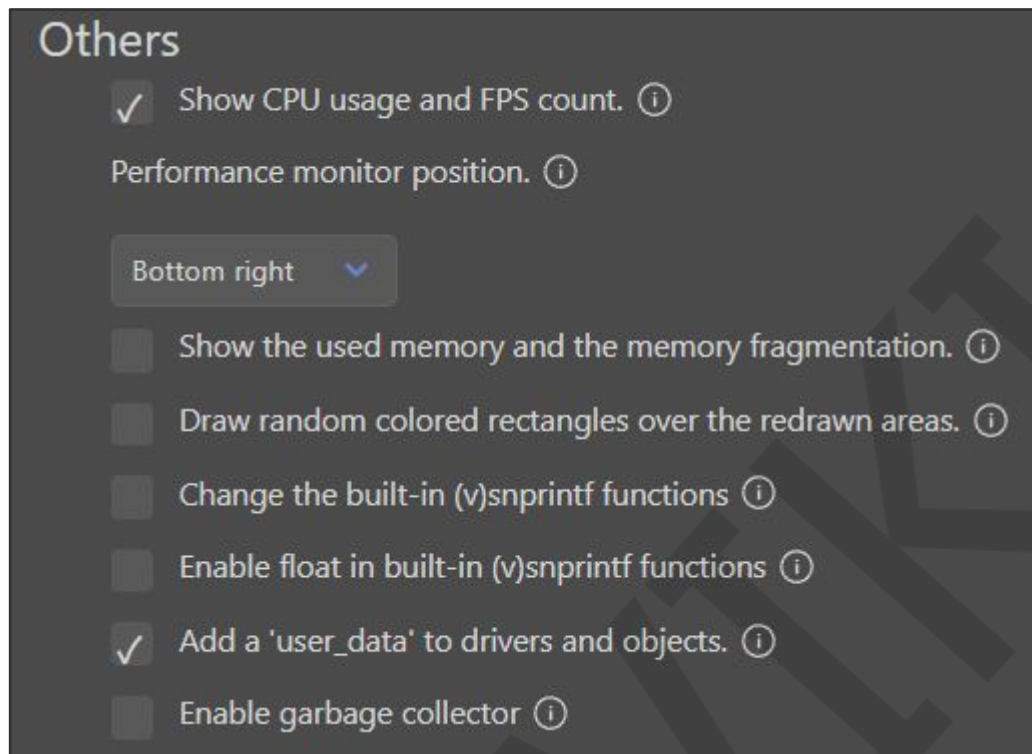 Others
Show CPU usage and FPS count.
Performance monitor position.
Bottom right
Show the used memory and the memory fragmentation.
Draw random colored rectangles over the redrawn areas.
Change the built-in (v)snprintf functions
Enable float in built-in (v)snprintf functions
Add a 'user_data' to drivers and objects.
Enable garbage collector